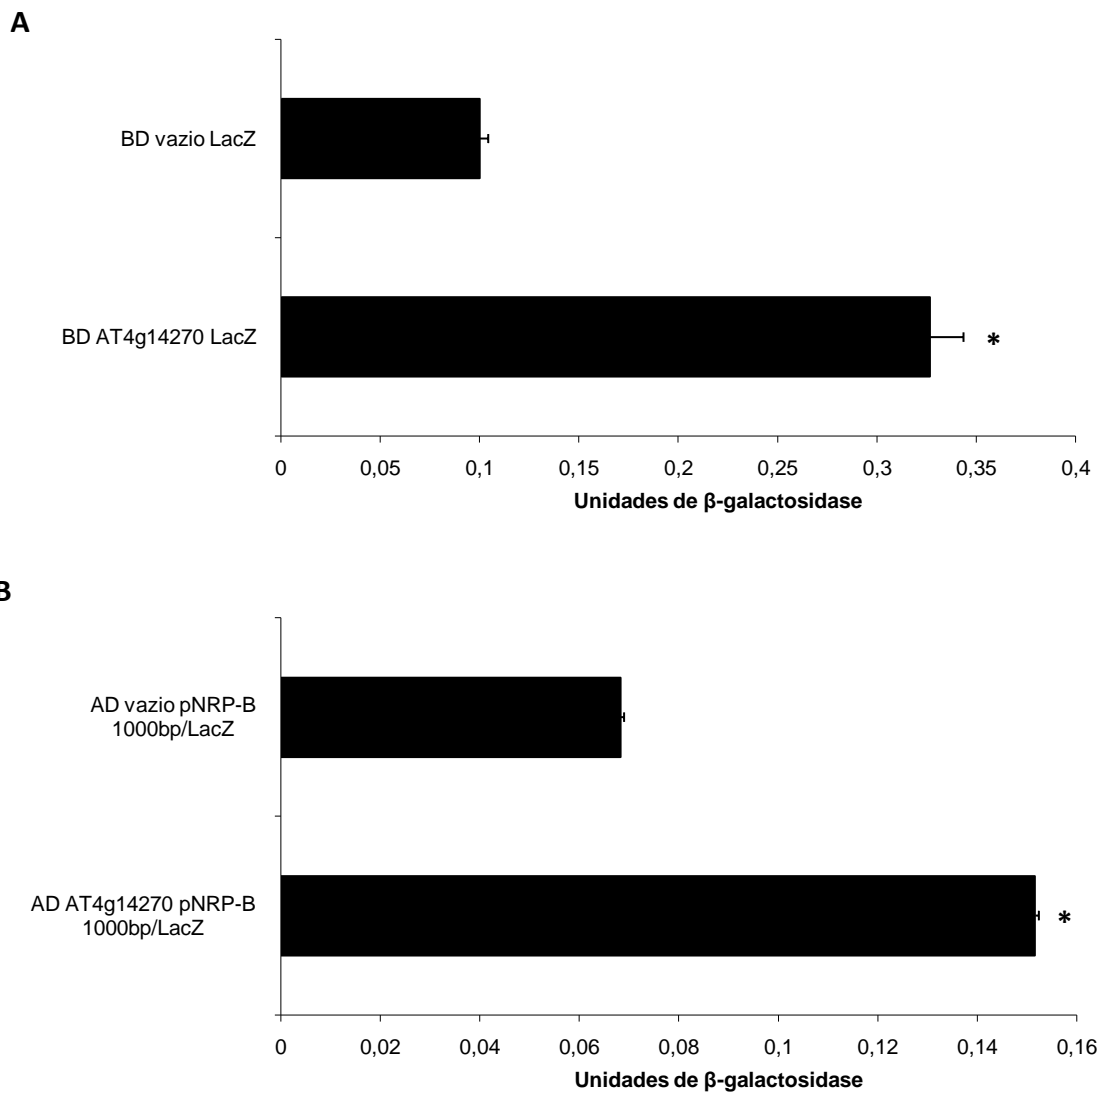 A
BD vazio LacZ
BD AT4g14270 LacZ
*
0 0,05 0,1 0,15 0,2 0,25 0,3 0,35 0,4
Unidades de β-galactosidase
B
AD vazio pNRP-B
1000bp/LacZ
AD AT4g14270 pNRP-B
1000bp/LacZ
*
0 0,02 0,04 0,06 0,08 0,1 0,12 0,14 0,16
Unidades de β-galactosidase